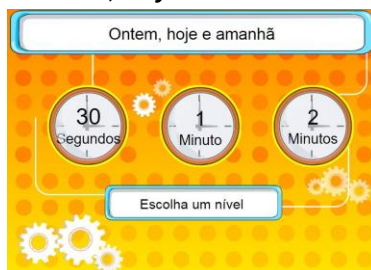 Ontem, hoje e amanhã
30
Segundos
1
Minuto
2
Minutos
Escolha um nível